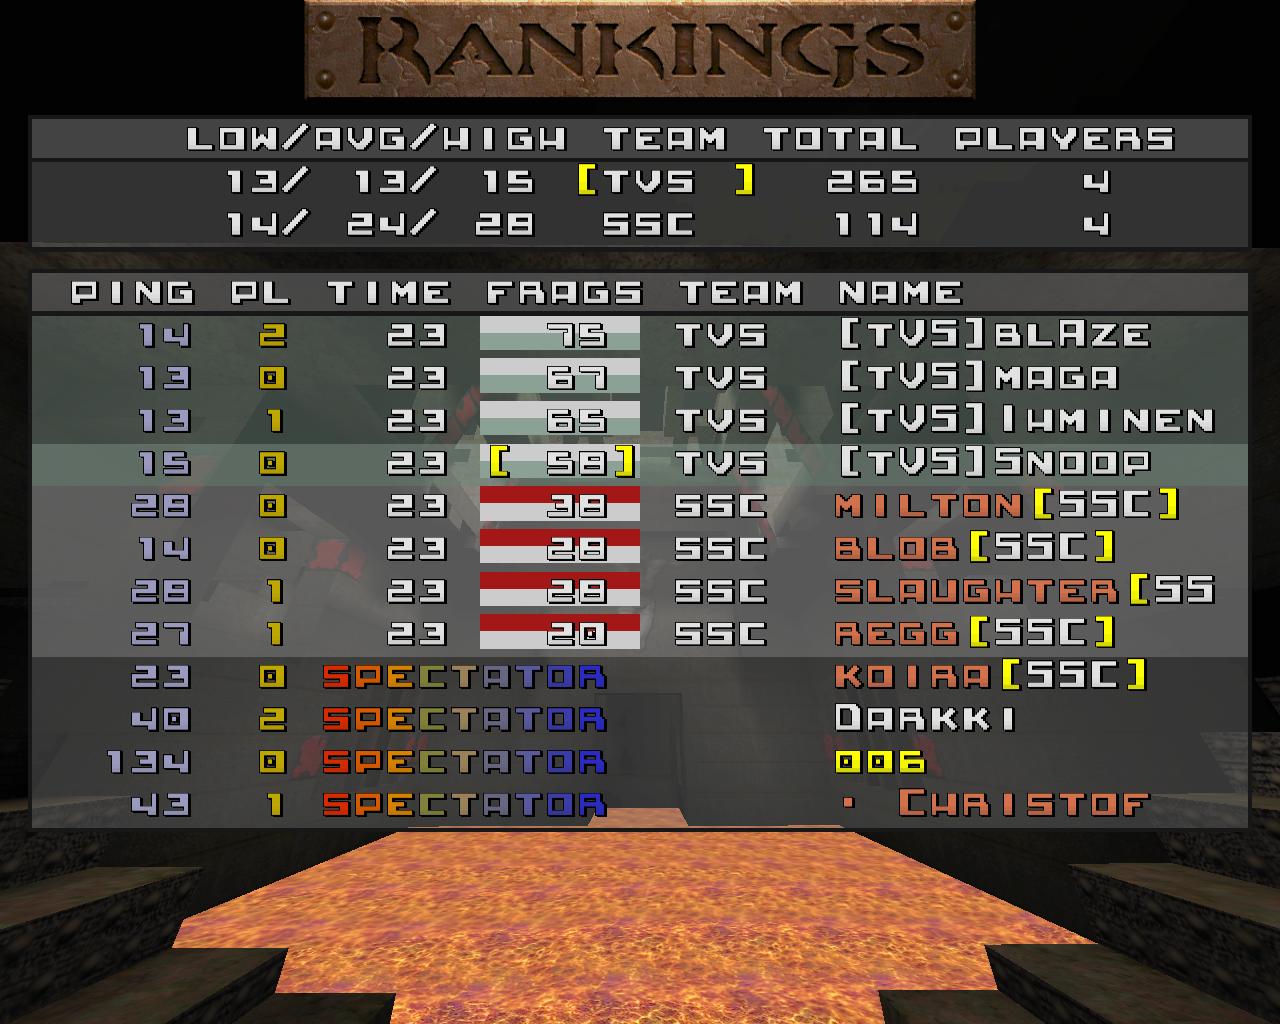 RANKINGS
LOW/AVG/HIGH TEAM TOTAL PLAYERS
13/ 13/ 15 [TVS ] 265 4
14/ 24/ 28 SSC 114 4
PING PL TIME FRAGS TEAM NAME
14 2 23 75 TVS [TVS]BLAZE
13 0 23 67 TVS [TVS]MAGA
13 1 23 65 TVS [TVS]IHMINEN
15 0 23 [ 58] TVS [TVS]SNOOP
28 0 23 38 SSC MILTON[SSC]
14 0 23 28 SSC BLOB[SSC]
28 1 23 28 SSC SLAUGHTER[SS
27 1 23 20 SSC REGG[SSC]
23 0 SPECTATOR KOIRA[SSC]
40 2 SPECTATOR DARKKI
134 0 SPECTATOR 006
43 1 SPECTATOR · CHRISTOF